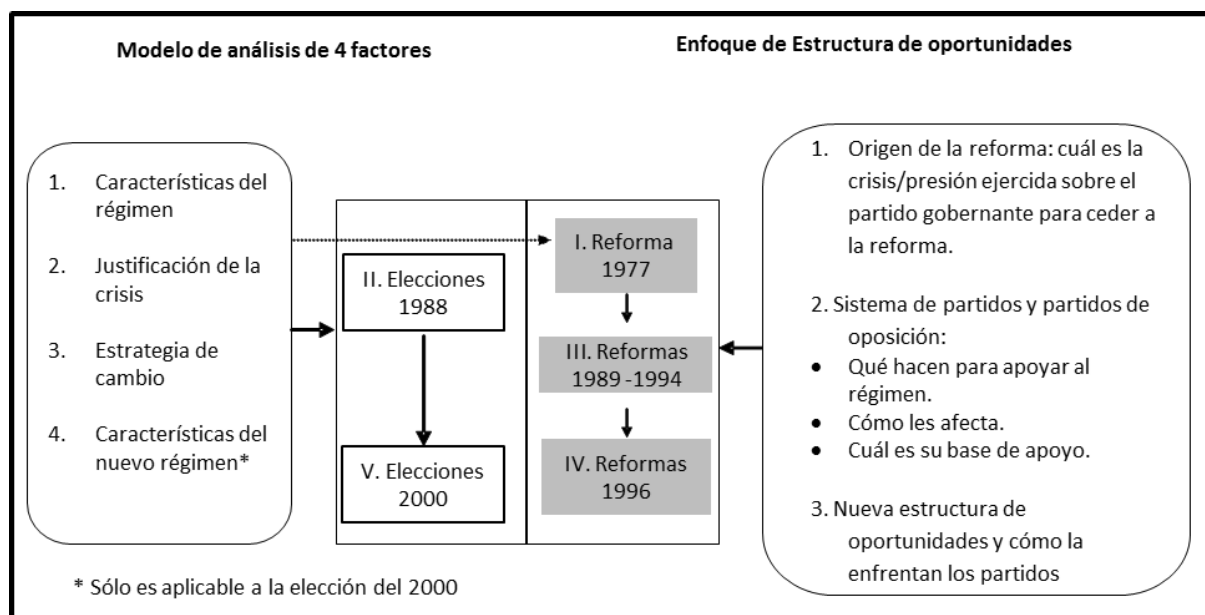 Modelo de análisis de 4 factores
Enfoque de Estructura de oportunidades
1. Características del
régimen
2. Justificación de la
crisis
3. Estrategia de
cambio
4. Características del
nuevo régimen*
II. Elecciones
1988
V. Elecciones
2000
I. Reforma
1977
III. Reformas
1989 -1994
IV. Reformas
1996
1. Origen de la reforma: cuál es la
crisis/presión ejercida sobre el
partido gobernante para ceder a
la reforma.
2. Sistema de partidos y partidos de
oposición:
• Qué hacen para apoyar al
régimen.
• Cómo les afecta.
• Cuál es su base de apoyo.
3. Nueva estructura de
oportunidades y cómo la
enfrentan los partidos
* Sólo es aplicable a la elección del 2000